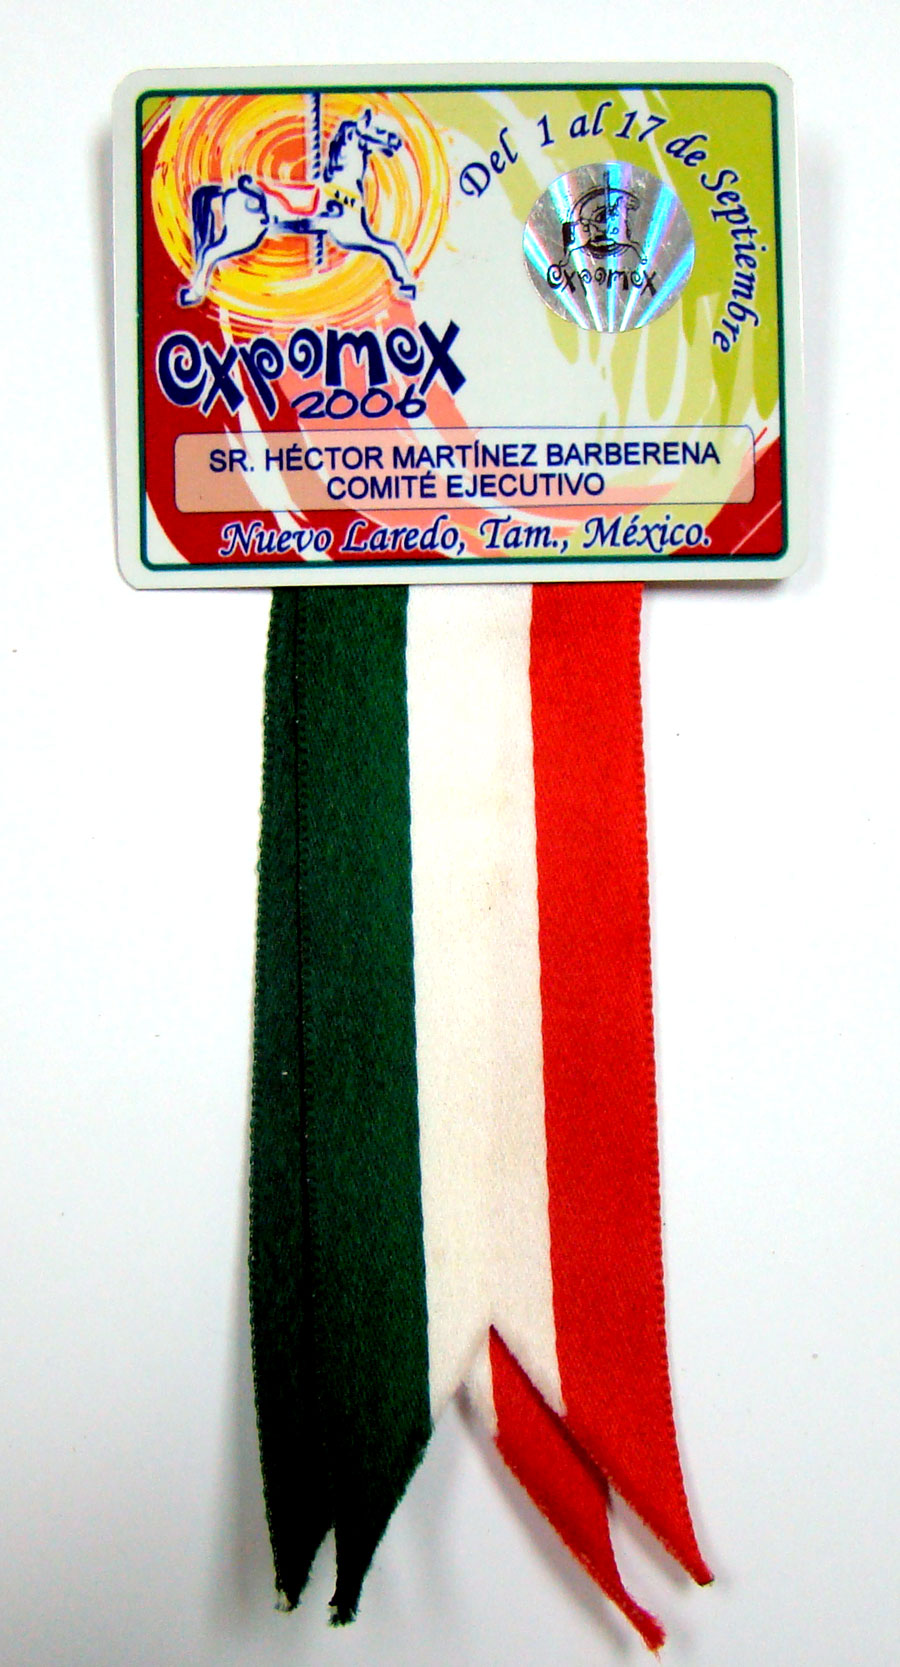 Del 1 al 17 de Septiembre
expomex
expomex
2006
SR. HÉCTOR MARTÍNEZ BARBERENA
COMITÉ EJECUTIVO
Nuevo Laredo, Tam., México.